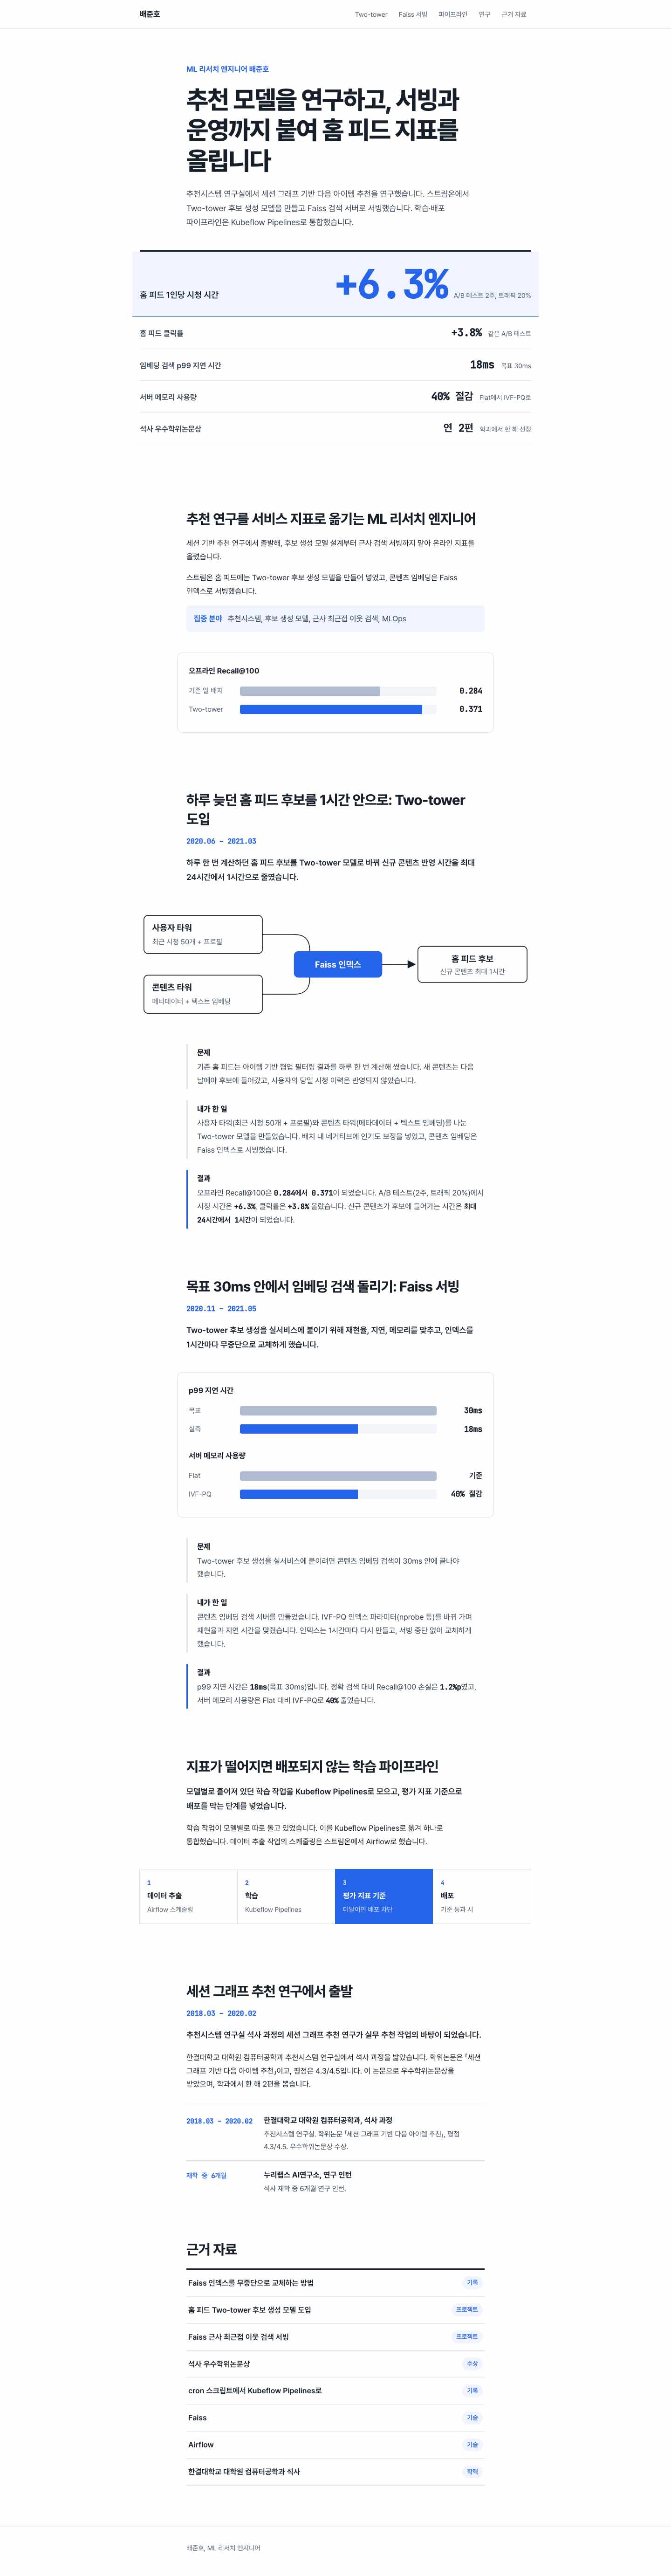 배준호
Two-tower
Faiss 서빙
파이프라인
연구
근거 자료
ML 리서치 엔지니어 배준호
추천 모델을 연구하고, 서빙과
운영까지 붙여 홈 피드 지표를
올립니다
추천시스템 연구실에서 세션 그래프 기반 다음 아이템 추천을 연구했습니다. 스트림온에서
Two-tower 후보 생성 모델을 만들고 Faiss 검색 서버로 서빙했습니다. 학습·배포
파이프라인은 Kubeflow Pipelines로 통합했습니다.
홈 피드 1인당 시청 시간
+6.3% A/B 테스트 2주, 트래픽 20%
홈 피드 클릭률
+3.8% 같은 A/B 테스트
임베딩 검색 p99 지연 시간
18ms 목표 30ms
서버 메모리 사용량
40% 절감 Flat에서 IVF-PQ로
석사 우수학위논문상
연 2편 학과에서 한 해 선정
추천 연구를 서비스 지표로 옮기는 ML 리서치 엔지니어
세션 기반 추천 연구에서 출발해, 후보 생성 모델 설계부터 근사 검색 서빙까지 맡아 온라인 지표를
올렸습니다.
스트림온 홈 피드에는 Two-tower 후보 생성 모델을 만들어 넣었고, 콘텐츠 임베딩은 Faiss
인덱스로 서빙했습니다.
집중 분야 추천시스템, 후보 생성 모델, 근사 최근접 이웃 검색, MLOps
오프라인 Recall@100
기존 일 배치
0.284
Two-tower
0.371
하루 늦던 홈 피드 후보를 1시간 안으로: Two-tower
도입
2020.06 – 2021.03
하루 한 번 계산하던 홈 피드 후보를 Two-tower 모델로 바꿔 신규 콘텐츠 반영 시간을 최대
24시간에서 1시간으로 줄였습니다.
사용자 타워
최근 시청 50개 + 프로필
콘텐츠 타워
메타데이터 + 텍스트 임베딩
Faiss 인덱스
홈 피드 후보
신규 콘텐츠 최대 1시간
문제
기존 홈 피드는 아이템 기반 협업 필터링 결과를 하루 한 번 계산해 썼습니다. 새 콘텐츠는 다음
날에야 후보에 들어갔고, 사용자의 당일 시청 이력은 반영되지 않았습니다.
내가 한 일
사용자 타워(최근 시청 50개 + 프로필)와 콘텐츠 타워(메타데이터 + 텍스트 임베딩)를 나눈
Two-tower 모델을 만들었습니다. 배치 내 네거티브에 인기도 보정을 넣었고, 콘텐츠 임베딩은
Faiss 인덱스로 서빙했습니다.
결과
오프라인 Recall@100은 0.284에서 0.371이 되었습니다. A/B 테스트(2주, 트래픽 20%)에서
시청 시간은 +6.3%, 클릭률은 +3.8% 올랐습니다. 신규 콘텐츠가 후보에 들어가는 시간은 최대
24시간에서 1시간이 되었습니다.
목표 30ms 안에서 임베딩 검색 돌리기: Faiss 서빙
2020.11 – 2021.05
Two-tower 후보 생성을 실서비스에 붙이기 위해 재현율, 지연, 메모리를 맞추고, 인덱스를
1시간마다 무중단으로 교체하게 했습니다.
p99 지연 시간
목표
30ms
실측
18ms
서버 메모리 사용량
Flat
기준
IVF-PQ
40% 절감
문제
Two-tower 후보 생성을 실서비스에 붙이려면 콘텐츠 임베딩 검색이 30ms 안에 끝나야
했습니다.
내가 한 일
콘텐츠 임베딩 검색 서버를 만들었습니다. IVF-PQ 인덱스 파라미터(nprobe 등)를 바꿔 가며
재현율과 지연 시간을 맞췄습니다. 인덱스는 1시간마다 다시 만들고, 서빙 중단 없이 교체하게
했습니다.
결과
p99 지연 시간은 18ms(목표 30ms)입니다. 정확 검색 대비 Recall@100 손실은 1.2%p였고,
서버 메모리 사용량은 Flat 대비 IVF-PQ로 40% 줄었습니다.
지표가 떨어지면 배포되지 않는 학습 파이프라인
모델별로 흩어져 있던 학습 작업을 Kubeflow Pipelines로 모으고, 평가 지표 기준으로
배포를 막는 단계를 넣었습니다.
학습 작업이 모델별로 따로 돌고 있었습니다. 이를 Kubeflow Pipelines로 옮겨 하나로
통합했습니다. 데이터 추출 작업의 스케줄링은 스트림온에서 Airflow로 했습니다.
1
데이터 추출
Airflow 스케줄링
2
학습
Kubeflow Pipelines
3
평가 지표 기준
미달이면 배포 차단
4
배포
기준 통과 시
세션 그래프 추천 연구에서 출발
2018.03 – 2020.02
추천시스템 연구실 석사 과정의 세션 그래프 추천 연구가 실무 추천 작업의 바탕이 되었습니다.
한결대학교 대학원 컴퓨터공학과 추천시스템 연구실에서 석사 과정을 밟았습니다. 학위논문은 「세션
그래프 기반 다음 아이템 추천」이고, 평점은 4.3/4.5입니다. 이 논문으로 우수학위논문상을
받았으며, 학과에서 한 해 2편을 뽑습니다.
2018.03 – 2020.02
한결대학교 대학원 컴퓨터공학과, 석사 과정
추천시스템 연구실. 학위논문 「세션 그래프 기반 다음 아이템 추천」, 평점
4.3/4.5. 우수학위논문상 수상.
재학 중 6개월
누리랩스 AI연구소, 연구 인턴
석사 재학 중 6개월 연구 인턴.
근거 자료
Faiss 인덱스를 무중단으로 교체하는 방법
기록
홈 피드 Two-tower 후보 생성 모델 도입
프로젝트
Faiss 근사 최근접 이웃 검색 서빙
프로젝트
석사 우수학위논문상
수상
cron 스크립트에서 Kubeflow Pipelines로
기록
Faiss
기술
Airflow
기술
한결대학교 대학원 컴퓨터공학과 석사
학력
배준호, ML 리서치 엔지니어